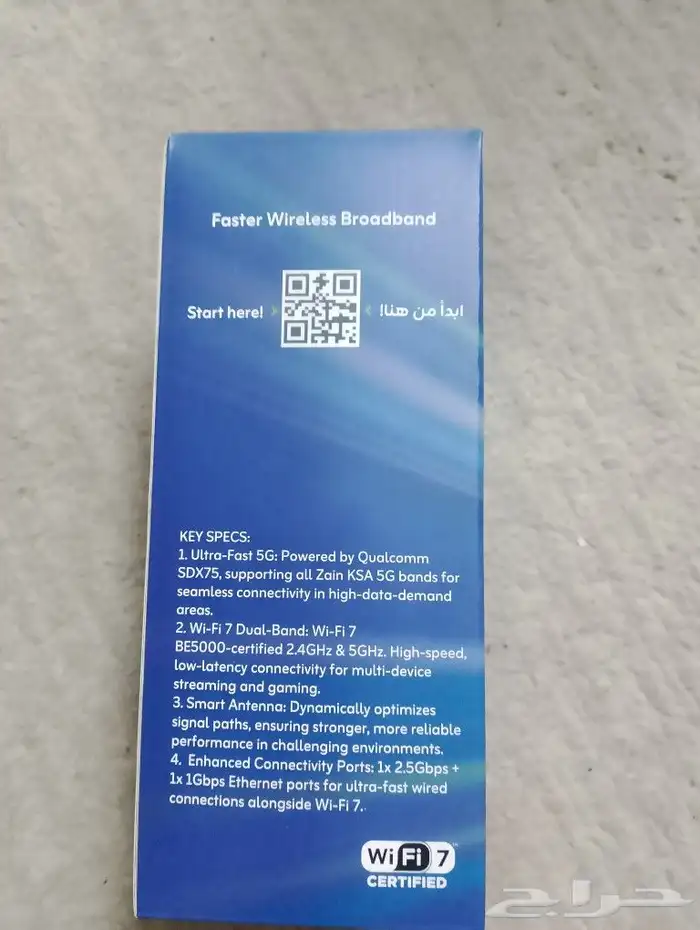 Faster Wireless Broadband
Start here! ابدأ من هنا!
KEY SPECS:
1. Ultra-Fast 5G: Powered by Qualcomm
SDX75, supporting all Zain KSA 5G bands for
seamless connectivity in high-data-demand
areas.
2. Wi-Fi 7 Dual-Band: Wi-Fi 7
BE5000-certified 2.4GHz & 5GHz. High-speed,
low-latency connectivity for multi-device
streaming and gaming.
3. Smart Antenna: Dynamically optimizes
signal paths, ensuring stronger, more reliable
performance in challenging environments.
4. Enhanced Connectivity Ports: 1x 2.5Gbps +
1x 1Gbps Ethernet ports for ultra-fast wired
connections alongside Wi-Fi 7.
WiFi 7™
CERTIFIED
حراج